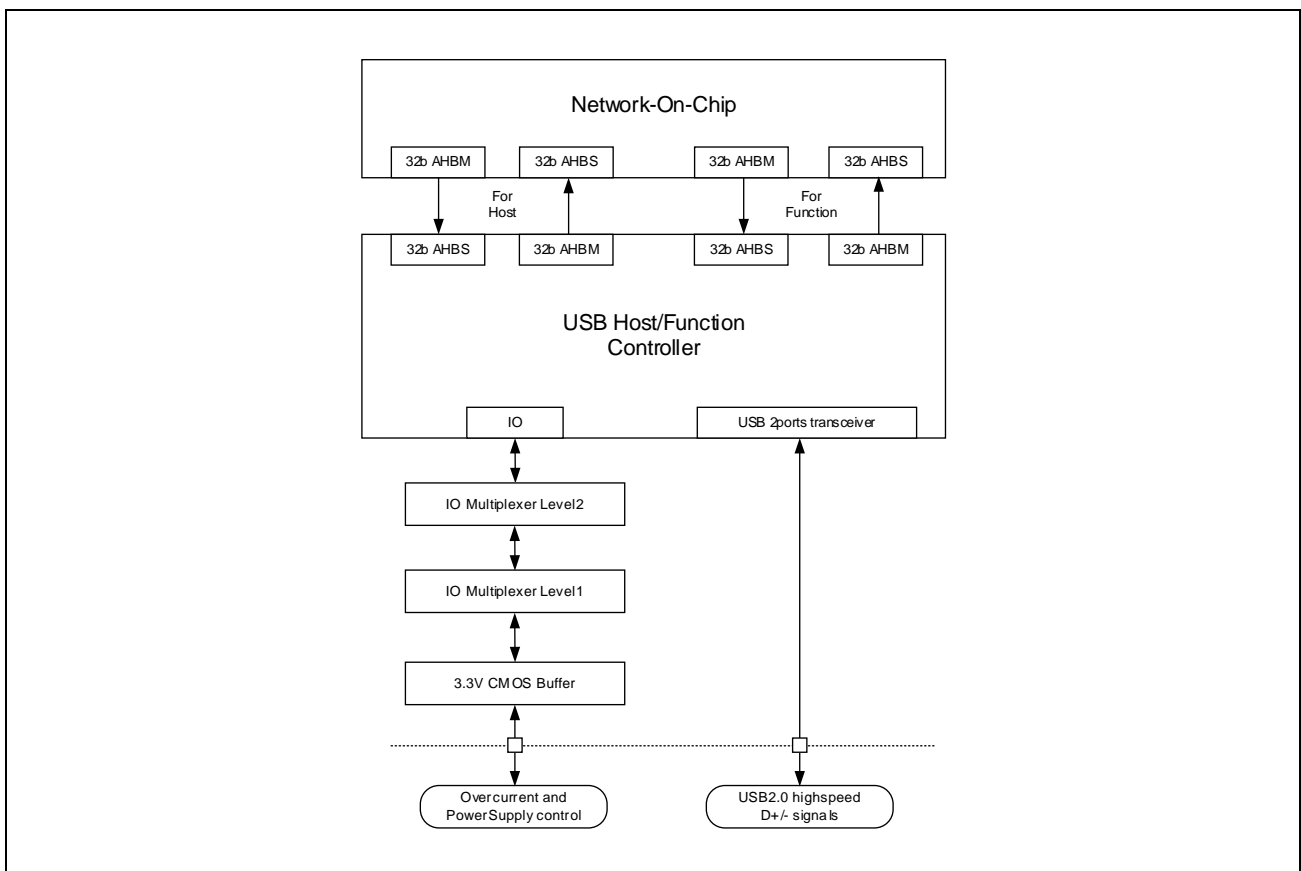 Network-On-Chip
32b AHBM
32b AHBS
32b AHBM
32b AHBS
For
Host
For
Function
32b AHBS
32b AHBM
32b AHBS
32b AHBM
USB Host/Function
Controller
IO
USB 2ports transceiver
IO Multiplexer Level2
IO Multiplexer Level1
3.3V CMOS Buffer
Overcurrent and
PowerSupply control
USB2.0 highspeed
D+/- signals